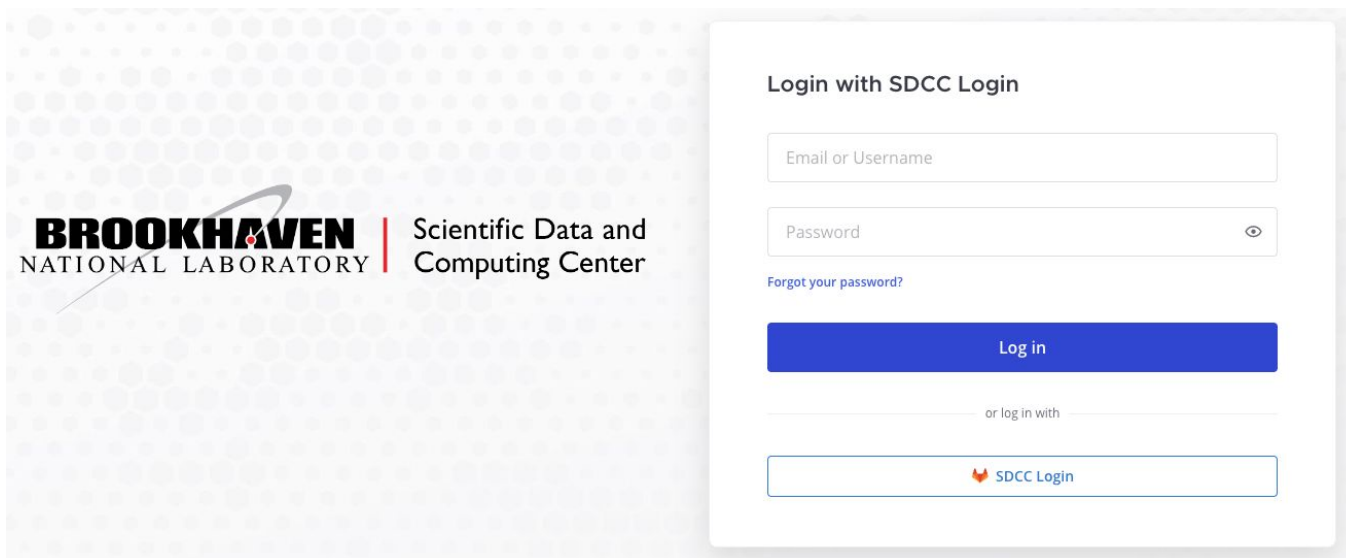 BROOKHAVEN
NATIONAL LABORATORY
Scientific Data and
Computing Center
Login with SDCC Login
Email or Username
Password
Forgot your password?
Log in
or log in with
SDCC Login